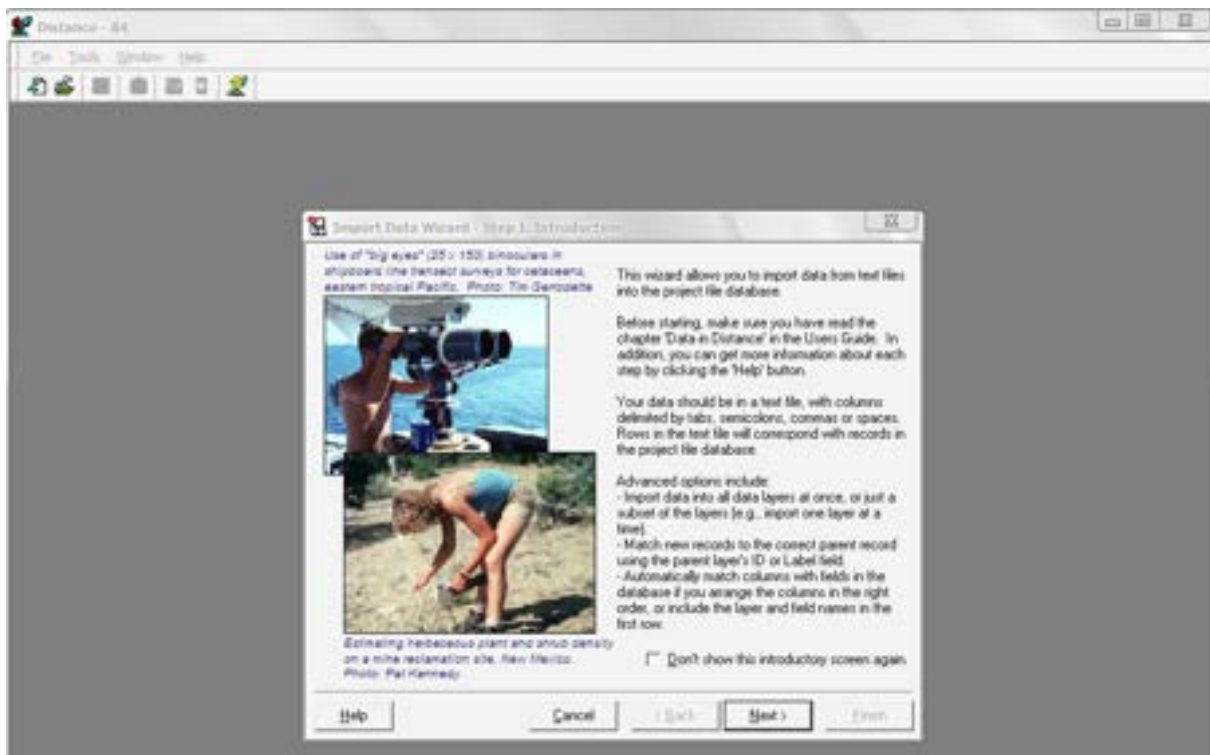 Distance - 64
File Tools Window Help
Import Data Wizard - Step 1: Introduction
Use of "big eyes" (25 x 150) binoculars in
shipboard line transect surveys for cetaceans,
eastern tropical Pacific. Photo: Tim Gerrodette
This wizard allows you to import data from text files
into the project file database.
Before starting, make sure you have read the
chapter 'Data in Distance' in the Users Guide. In
addition, you can get more information about each
step by clicking the 'Help' button.
Your data should be in a text file, with columns
delimited by tabs, semicolons, commas or spaces.
Rows in the text file will correspond with records in
the project file database.
Advanced options include:
- Import data into all data layers at once, or just a
subset of the layers (e.g., import one layer at a
time).
- Match new records to the correct parent record
using the parent layer's ID or Label field.
- Automatically match columns with fields in the
database if you arrange the columns in the right
order, or include the layer and field names in the
first row.
Estimating herbaceous plant and shrub density
on a mine reclamation site, New Mexico.
Photo: Pat Kennedy.
Don't show this introductory screen again
Help Cancel < Back Next > Finish